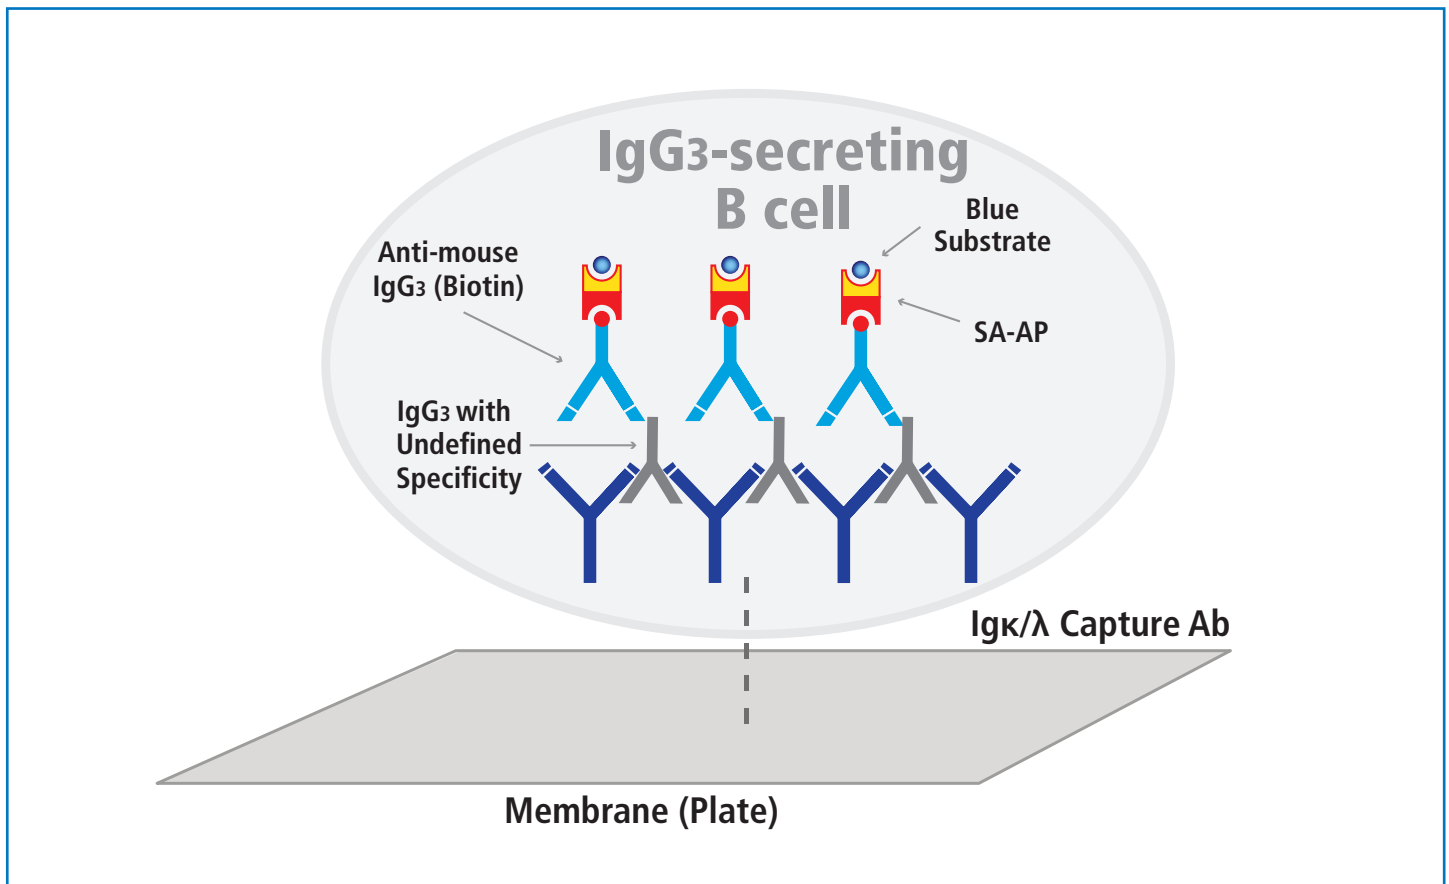 IgG3-secreting
B cell
Blue
Substrate
Anti-mouse
IgG3 (Biotin)
SA-AP
IgG3 with
Undefined
Specificity
Igκ/λ Capture Ab
Membrane (Plate)